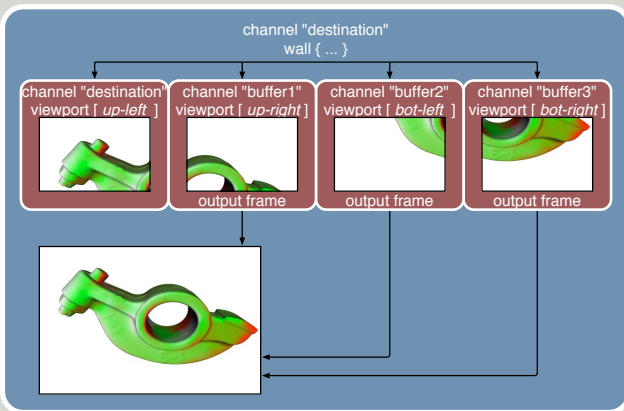 channel "destination"
wall { ... }
channel "destination"
viewport [ up-left ]
channel "buffer1"
viewport [ up-right ]
output frame
channel "buffer2"
viewport [ bot-left ]
output frame
channel "buffer3"
viewport [ bot-right ]
output frame